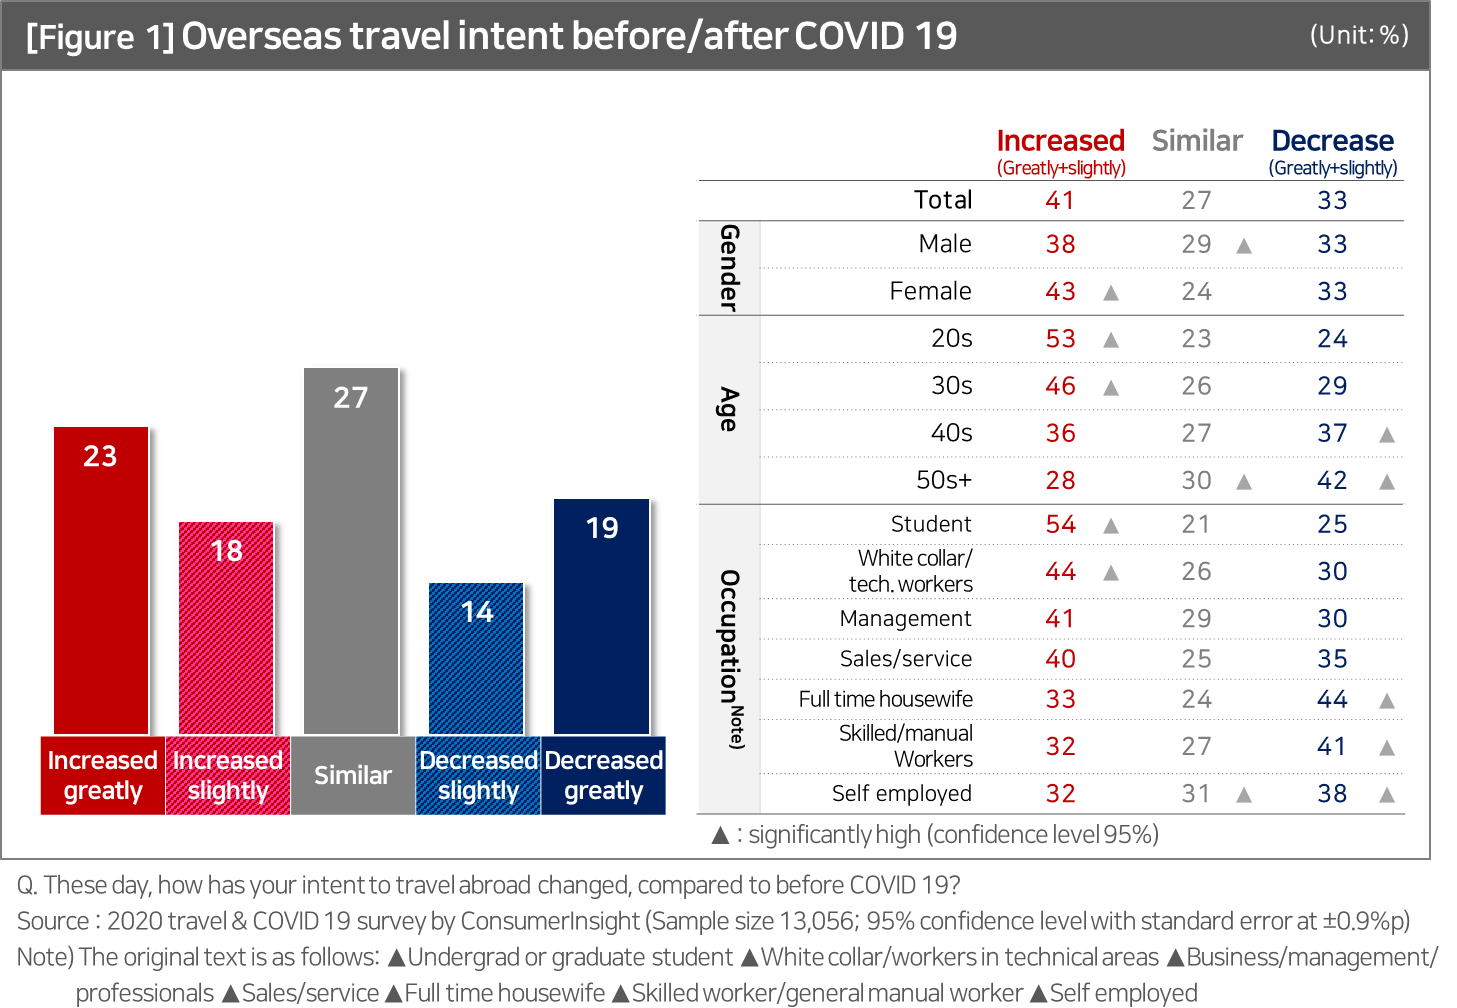 [Figure 1] Overseas travel intent before/after COVID 19 (Unit: %)
Increased Similar Decrease
(Greatly+slightly) (Greatly+slightly)
Total 41 27 33
Gender
Male 38 29 ▲ 33
Female 43 ▲ 24 33
Age
20s 53 ▲ 23 24
30s 46 ▲ 26 29
40s 36 27 37 ▲
50s+ 28 30 ▲ 42 ▲
OccupationNote)
Student 54 ▲ 21 25
White collar/
tech. workers 44 ▲ 26 30
Management 41 29 30
Sales/service 40 25 35
Full time housewife 33 24 44 ▲
Skilled/manual
Workers 32 27 41 ▲
Self employed 32 31 ▲ 38 ▲
▲ : significantly high (confidence level 95%)
23
18
27
14
19
Increased
greatly
Increased
slightly
Similar
Decreased
slightly
Decreased
greatly
Q. These day, how has your intent to travel abroad changed, compared to before COVID 19?
Source : 2020 travel & COVID 19 survey by ConsumerInsight (Sample size 13,056; 95% confidence level with standard error at ±0.9%p)
Note) The original text is as follows: ▲Undergrad or graduate student ▲White collar/workers in technical areas ▲Business/management/
professionals ▲Sales/service ▲Full time housewife ▲Skilled worker/general manual worker ▲Self employed